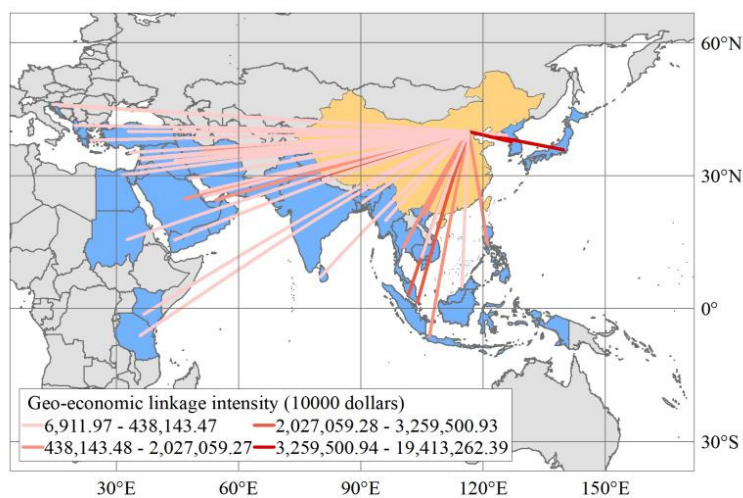 60°N
30°N
0°
Geo-economic linkage intensity (10000 dollars)
6,911.97 - 438,143.47 2,027,059.28 - 3,259,500.93
438,143.48 - 2,027,059.27 3,259,500.94 - 19,413,262.39
30°S
30°E 60°E 90°E 120°E 150°E